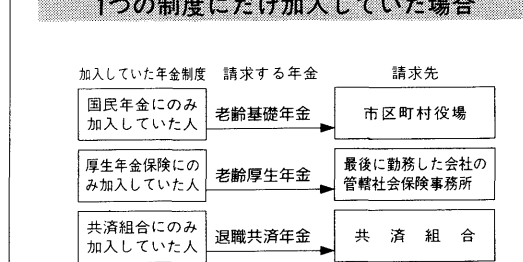 1つの制度にだけ加入していた場合
加入していた年金制度 請求する年金 請求先
国民年金にのみ
加入していた人
老齢基礎年金
市区町村役場
厚生年金保険にの
み加入していた人
老齢厚生年金
最後に勤務した会社の
管轄社会保険事務所
共済組合にのみ
加入していた人
退職共済年金
共済組合